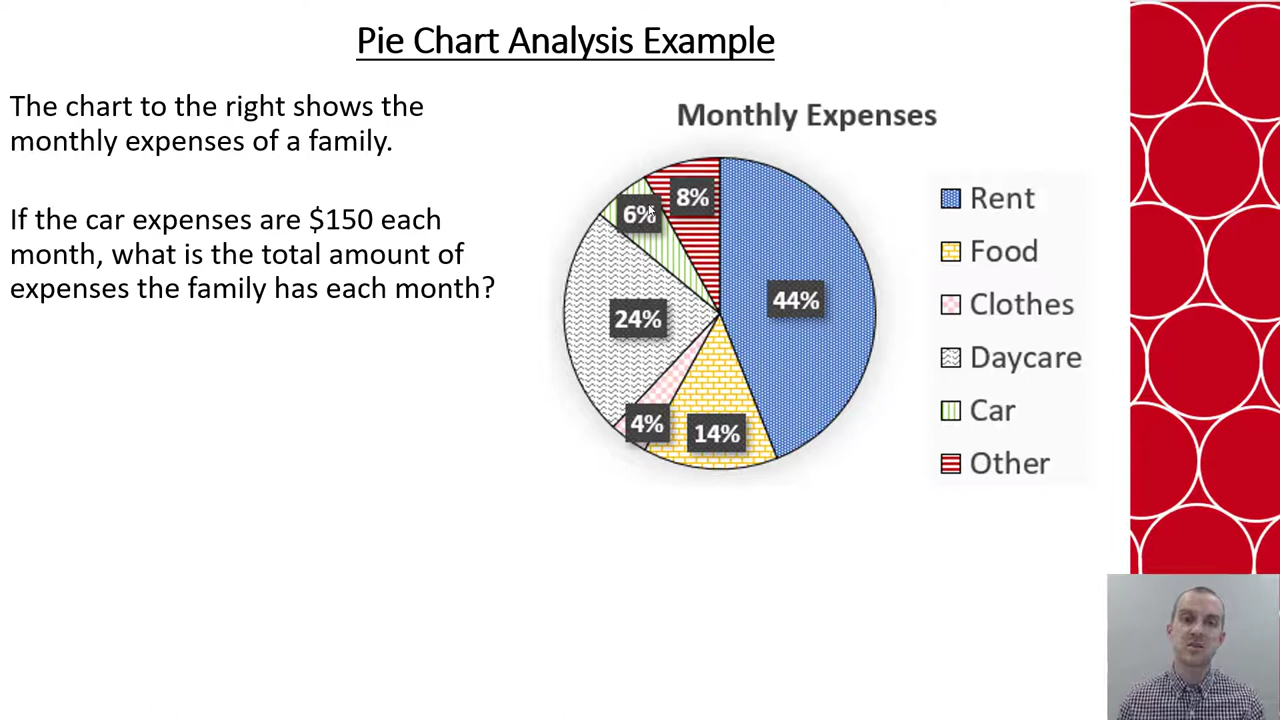 Pie Chart Analysis Example
The chart to the right shows the
monthly expenses of a family.
If the car expenses are $150 each
month, what is the total amount of
expenses the family has each month?
Monthly Expenses
8%
6%
44%
24%
4%
14%
Rent
Food
Clothes
Daycare
Car
Other